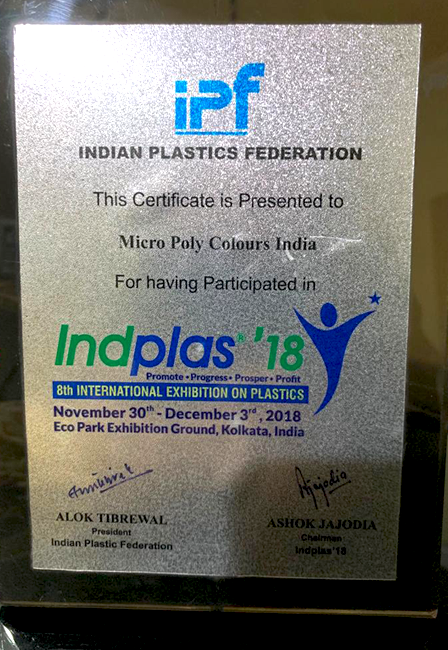 ipf
INDIAN PLASTICS FEDERATION
This Certificate is Presented to
Micro Poly Colours India
For having Participated in
Indplas® '18
Promote • Progress • Prosper • Profit
8th INTERNATIONAL EXHIBITION ON PLASTICS
November 30th - December 3rd, 2018
Eco Park Exhibition Ground, Kolkata, India
Ajajodia
ALOK TIBREWAL
President
Indian Plastic Federation
ASHOK JAJODIA
Chairman
Indplas'18